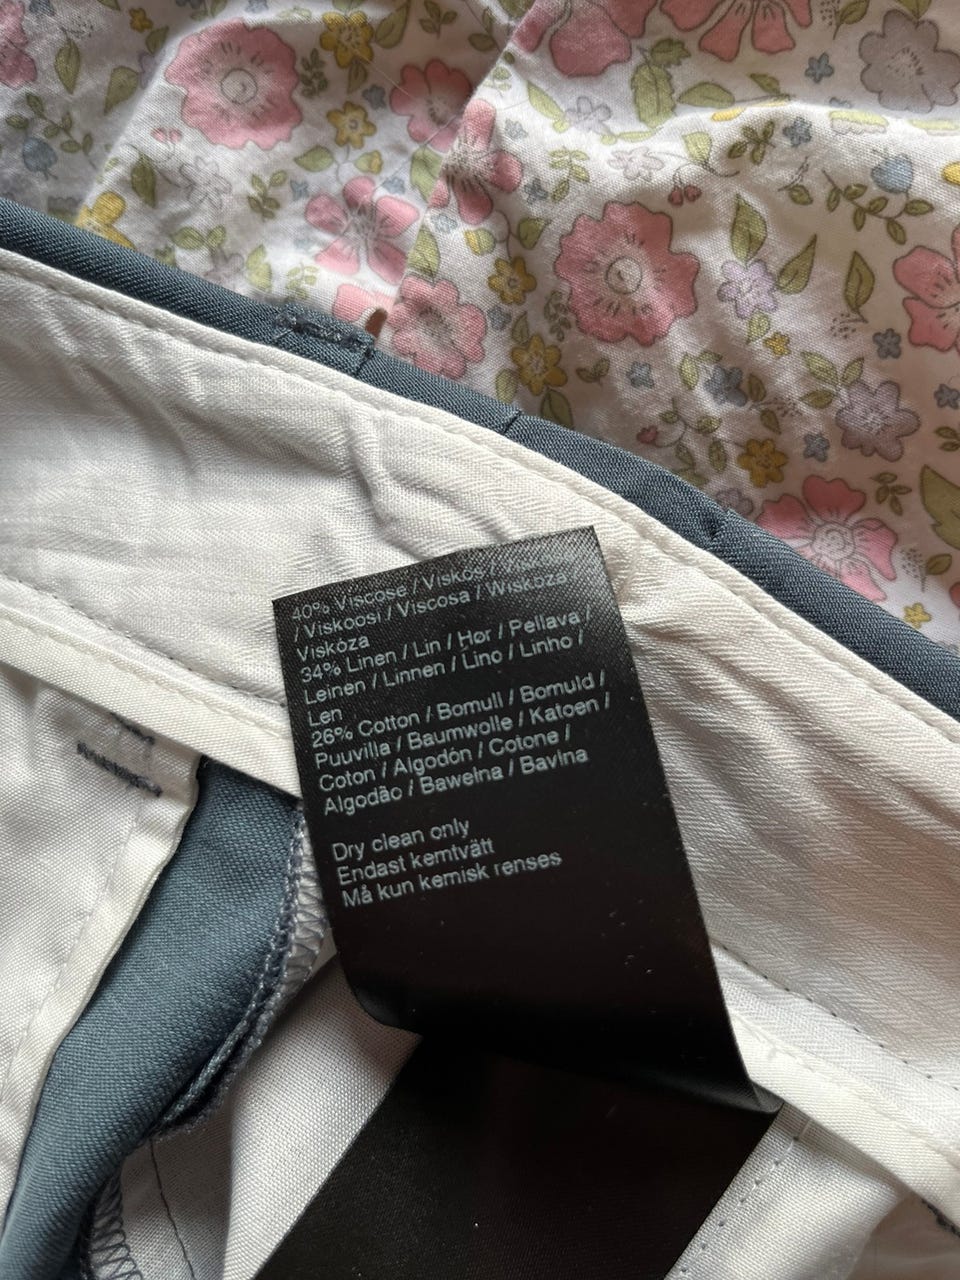 40% Viscose / Viskos / Viskose
/ Viskoosi / Viscosa / Wiskoza
Viskóza
34% Linen / Lin / Hør / Pellava /
Leinen / Linnen / Lino / Linho /
Len
26% Cotton / Bomull / Bomuld /
Puuvilla / Baumwolle / Katoen /
Coton / Algodón / Cotone /
Algodão / Bawełna / Bavlna
Dry clean only
Endast kemtvätt
Må kun kemisk renses